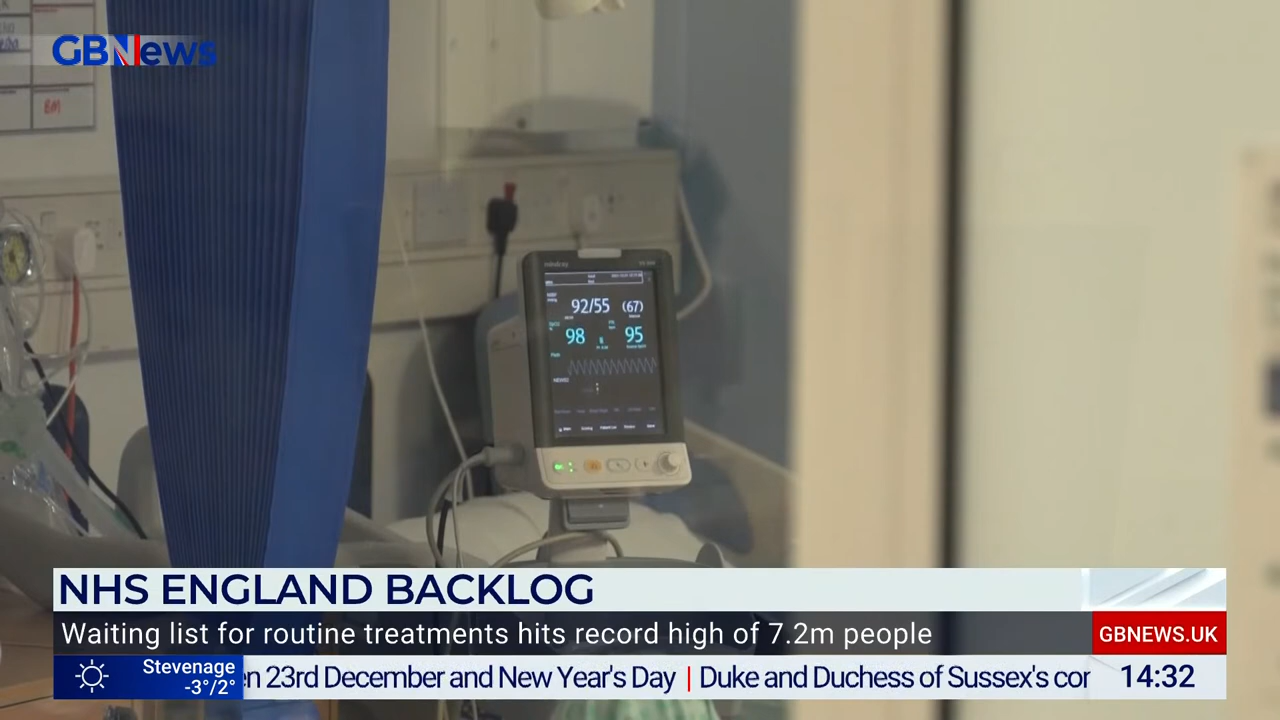 GBNews
BM
mindray
92/55 (67)
98 95
NHS ENGLAND BACKLOG
Waiting list for routine treatments hits record high of 7.2m people
GBNEWS.UK
Stevenage
-3°/2°
en 23rd December and New Year's Day | Duke and Duchess of Sussex's cor
14:32